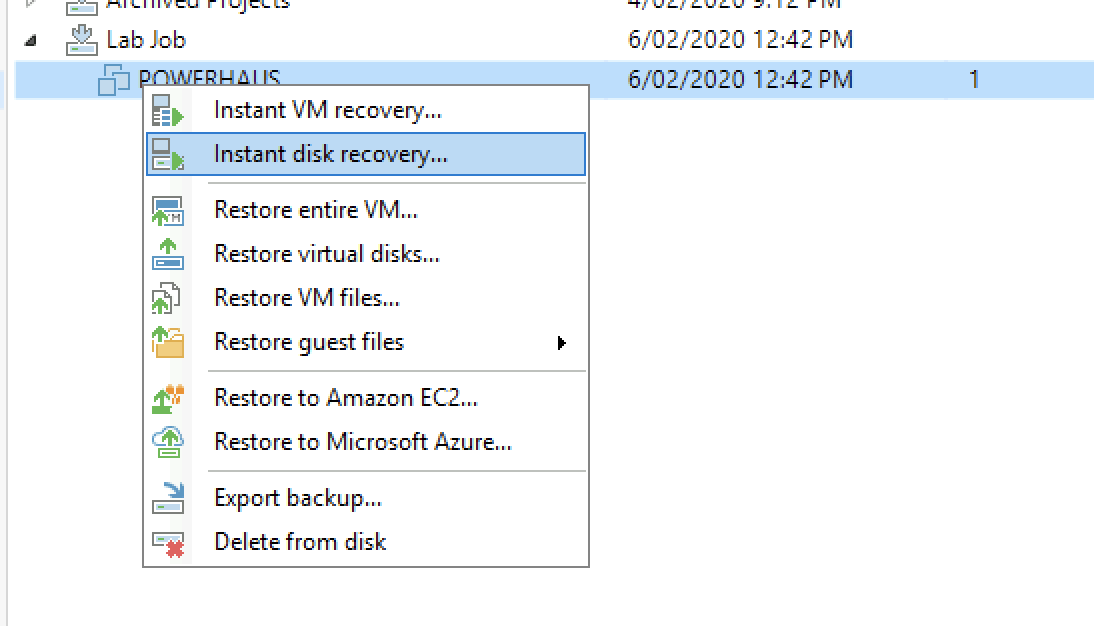 Archived Projects 4/02/2020 9:12 PM
Lab Job 6/02/2020 12:42 PM
POWERHAUS 6/02/2020 12:42 PM 1
Instant VM recovery...
Instant disk recovery...
Restore entire VM...
Restore virtual disks...
Restore VM files...
Restore guest files
Restore to Amazon EC2...
Restore to Microsoft Azure...
Export backup...
Delete from disk